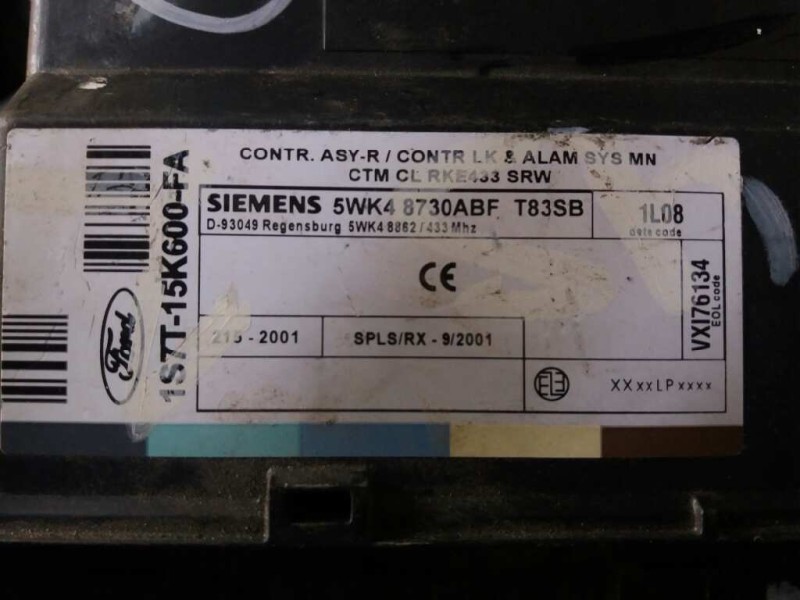 CONTR. ASY-R / CONTR LK & ALAM SYS MN
CTM CL RKE433 SRW
SIEMENS 5WK4 8730ABF T83SB
D-93049 Regensburg 5WK4 8862 / 433 Mhz
1L08
date code
CE
VXI76134
EOL code
215 - 2001
SPLS/RX - 9/2001
XXxxLPxxxx
Ford
1S7T-15K600-FA